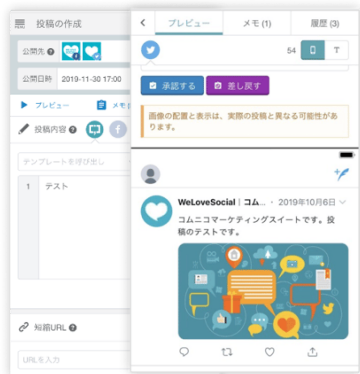 投稿の作成
公開先
公開日時 2019-11-30 17:00
プレビュー メモ
投稿内容
テンプレートを呼び出し
1 テスト
短縮URL
URLを入力
プレビュー メモ (1) 履歴 (3)
54
承認する 差し戻す
画像の配置と表示は、実際の投稿と異なる可能性があ
ります。
WeLoveSocial｜コム... ・ 2019年10月6日
コムニコマーケティングスイートです。投
稿のテストです。